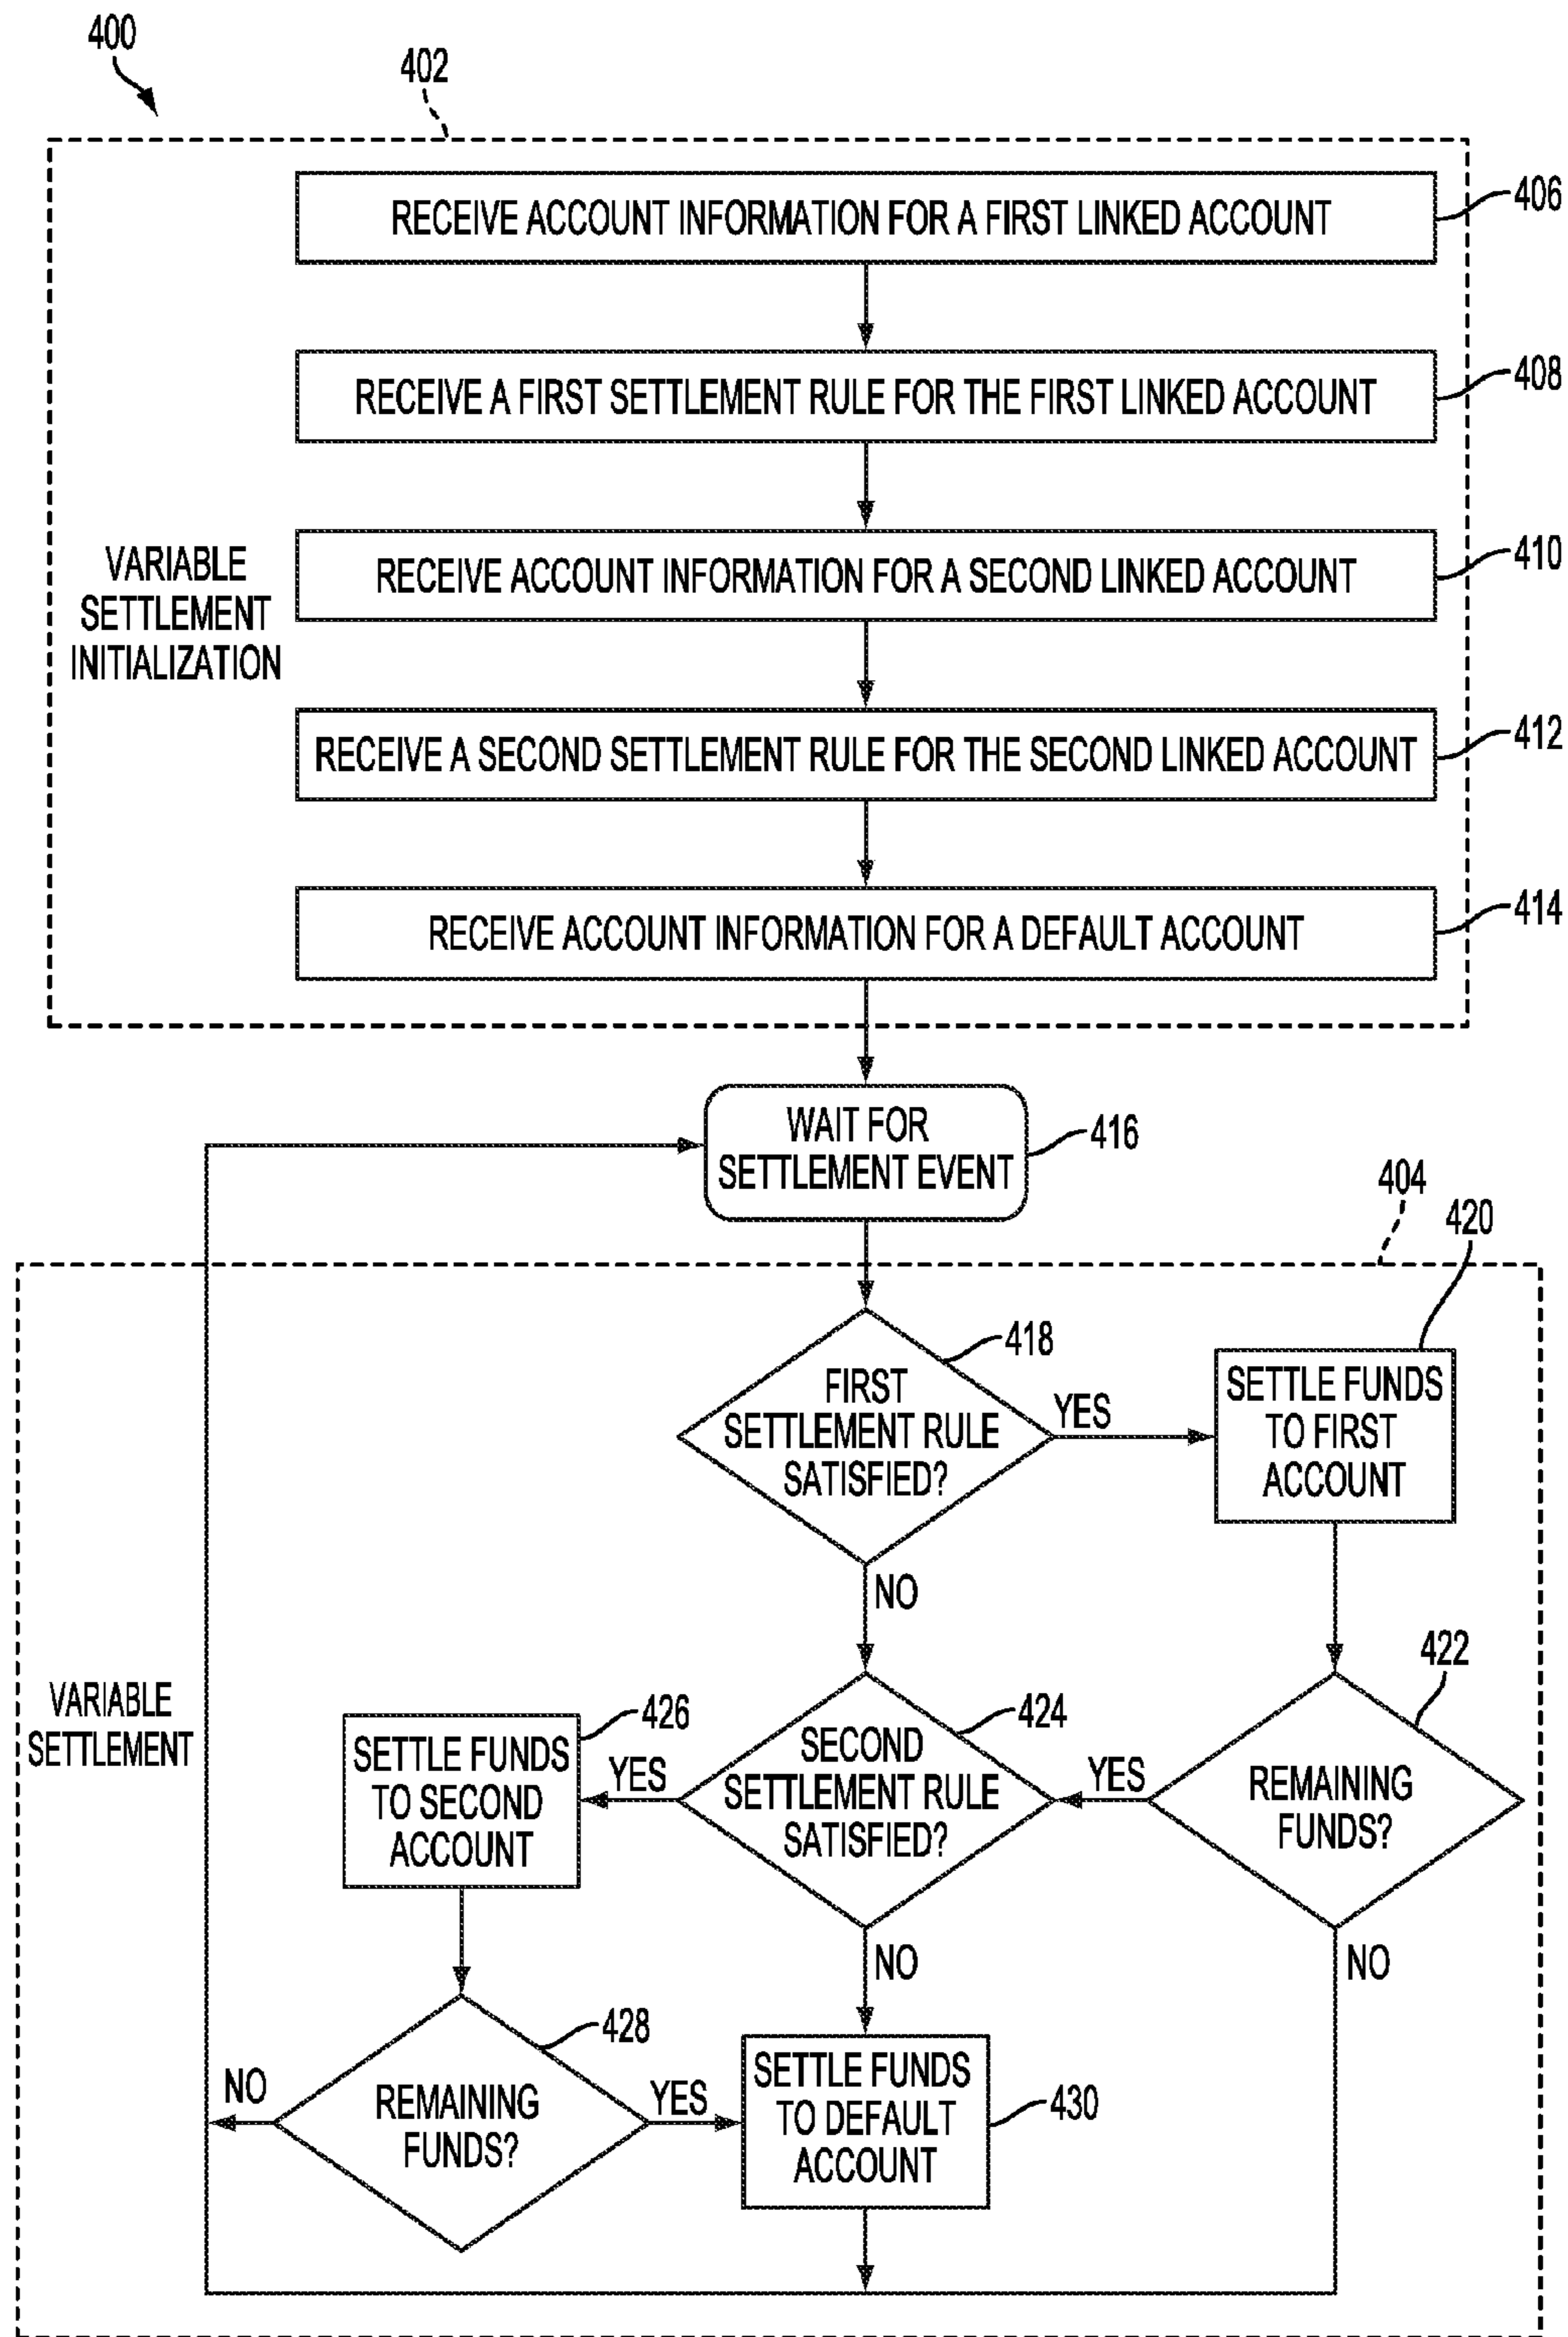 400
402
RECEIVE ACCOUNT INFORMATION FOR A FIRST LINKED ACCOUNT
406
RECEIVE A FIRST SETTLEMENT RULE FOR THE FIRST LINKED ACCOUNT
408
VARIABLE
SETTLEMENT
INITIALIZATION
RECEIVE ACCOUNT INFORMATION FOR A SECOND LINKED ACCOUNT
410
RECEIVE A SECOND SETTLEMENT RULE FOR THE SECOND LINKED ACCOUNT
412
RECEIVE ACCOUNT INFORMATION FOR A DEFAULT ACCOUNT
414
WAIT FOR
SETTLEMENT EVENT
416
404
420
418
FIRST
SETTLEMENT RULE
SATISFIED?
YES
SETTLE FUNDS
TO FIRST
ACCOUNT
NO
422
VARIABLE
SETTLEMENT
426
SETTLE FUNDS
TO SECOND
ACCOUNT
YES
424
SECOND
SETTLEMENT RULE
SATISFIED?
YES
REMAINING
FUNDS?
NO
NO
428
NO
REMAINING
FUNDS?
YES
SETTLE FUNDS
TO DEFAULT
ACCOUNT
430